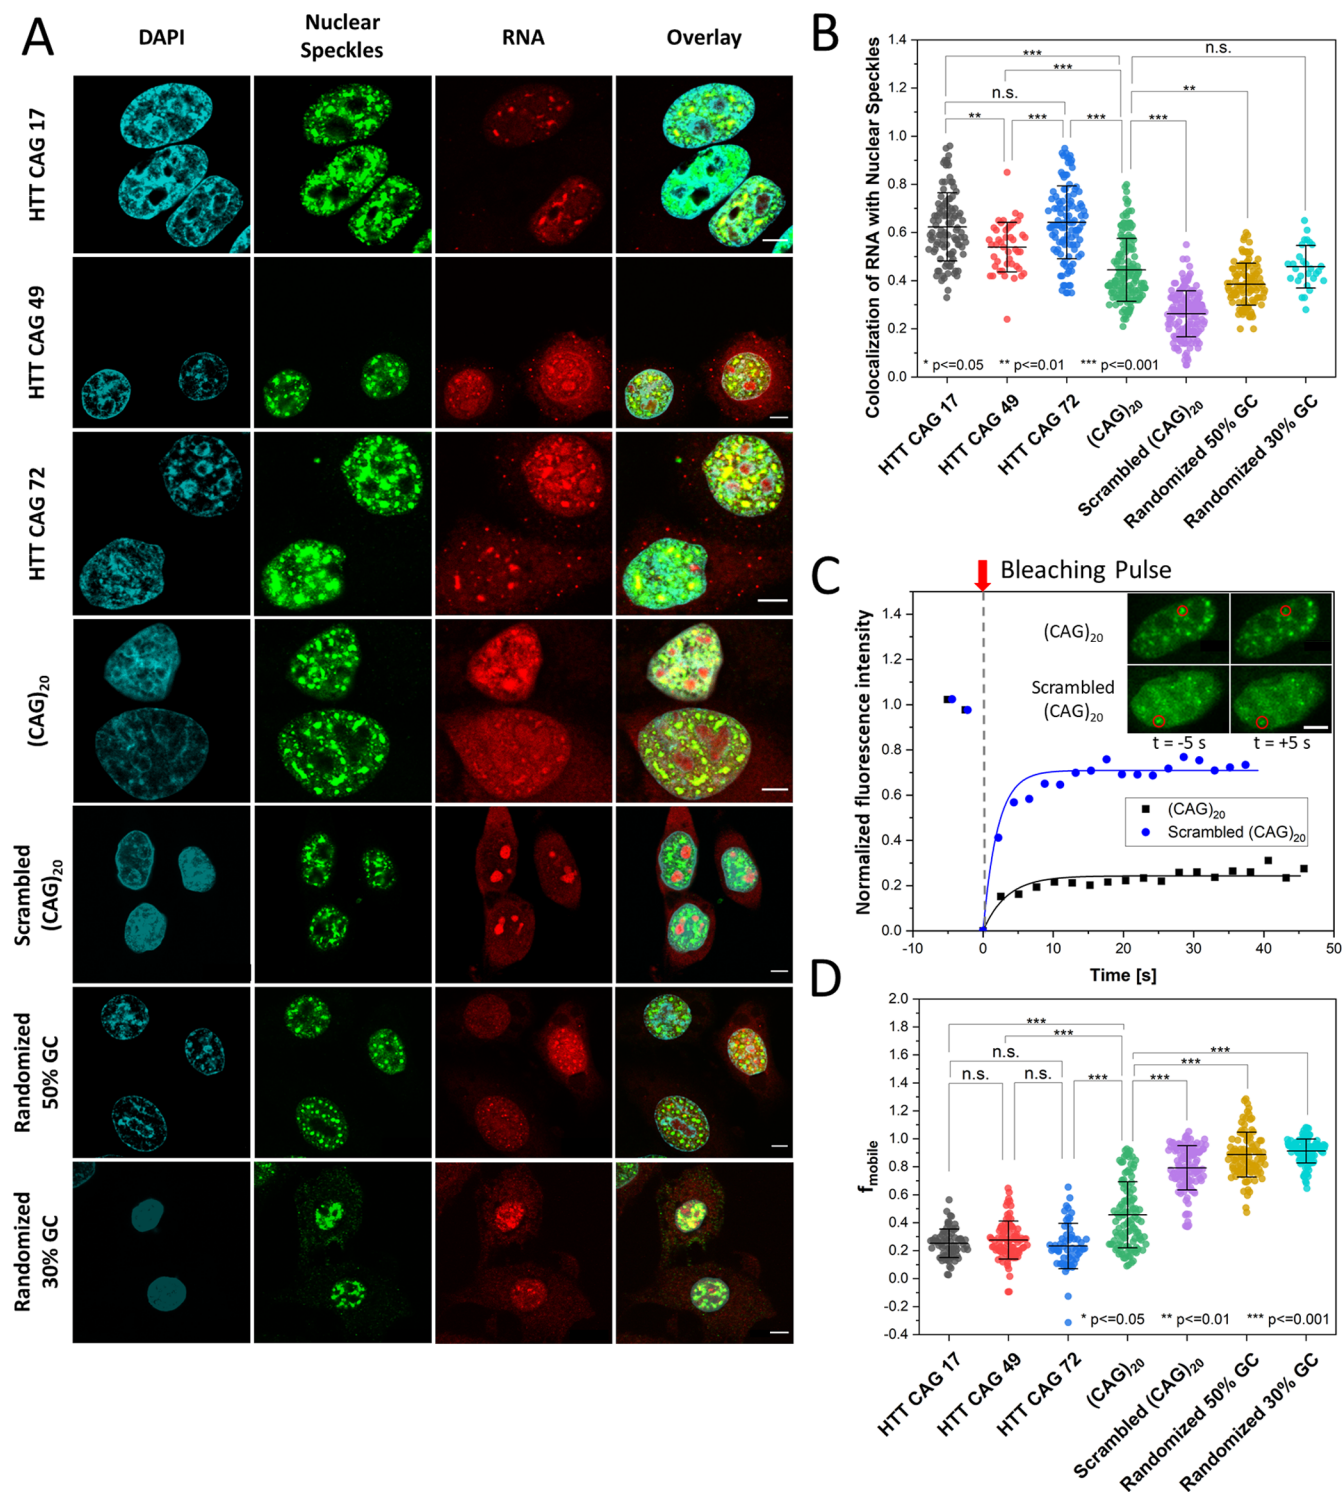 A
DAPI
Nuclear
Speckles
RNA
Overlay
HTT CAG 17
HTT CAG 49
HTT CAG 72
(CAG)20
Scrambled
(CAG)20
Randomized
50% GC
Randomized
30% GC
B
Colocalization of RNA with Nuclear Speckles
1.4
1.2
1.0
0.8
0.6
0.4
0.2
0.0
***
n.s.
***
**
n.s.
**
***
***
***
* p<=0.05
** p<=0.01
*** p<=0.001
HTT CAG 17
HTT CAG 49
HTT CAG 72
(CAG)20
Scrambled (CAG)20
Randomized 50% GC
Randomized 30% GC
C
Bleaching Pulse
Normalized fluorescence intensity
1.4
1.2
1.0
0.8
0.6
0.4
0.2
0.0
(CAG)20
Scrambled
(CAG)20
t = -5 s
t = +5 s
(CAG)20
Scrambled (CAG)20
-10
0
10
20
30
40
50
Time [s]
D
fmobile
2.0
1.8
1.6
1.4
1.2
1.0
0.8
0.6
0.4
0.2
0.0
-0.2
-0.4
***
***
n.s.
***
***
n.s.
n.s.
***
***
* p<=0.05
** p<=0.01
*** p<=0.001
HTT CAG 17
HTT CAG 49
HTT CAG 72
(CAG)20
Scrambled (CAG)20
Randomized 50% GC
Randomized 30% GC